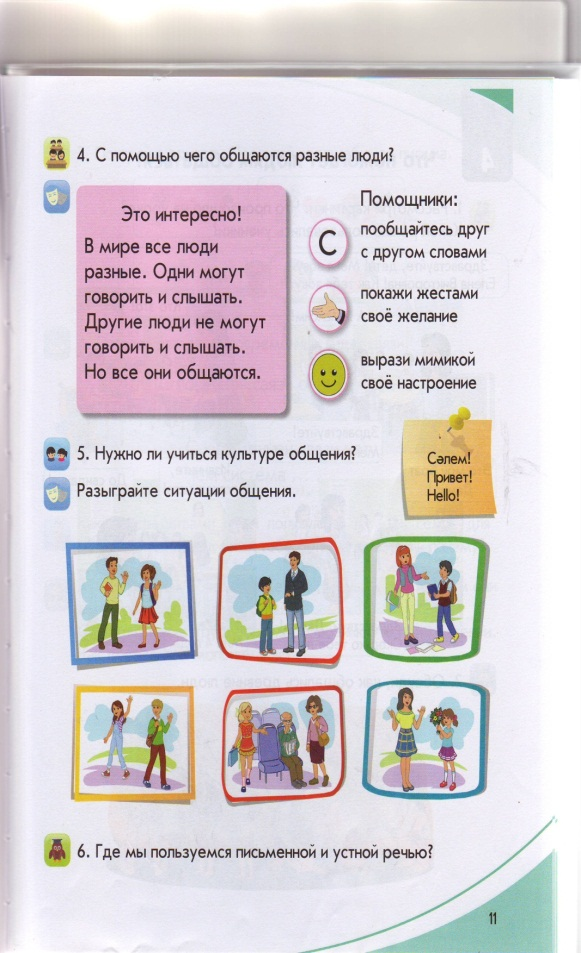 4. С помощью чего общаются разные люди?
Это интересно!
В мире все люди
разные. Одни могут
говорить и слышать.
Другие люди не могут
говорить и слышать.
Но все они общаются.
Помощники:
С
пообщайтесь друг
с другом словами
покажи жестами
своё желание
вырази мимикой
своё настроение
5. Нужно ли учиться культуре общения?
Разыграйте ситуации общения.
Сәлем!
Привет!
Hello!
6. Где мы пользуемся письменной и устной речью?
11